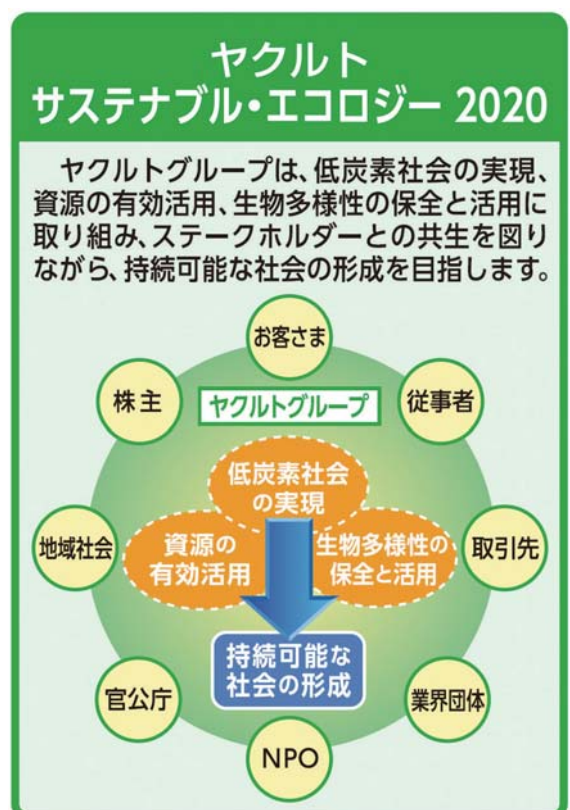 ヤクルト
サステナブル・エコロジー 2020
ヤクルトグループは、低炭素社会の実現、
資源の有効活用、生物多様性の保全と活用に
取り組み、ステークホルダーとの共生を図り
ながら、持続可能な社会の形成を目指します。
お客さま
株主
ヤクルトグループ
従事者
低炭素社会
の実現
地域社会
資源の
有効活用
生物多様性の
保全と活用
取引先
持続可能な
社会の形成
官公庁
業界団体
NPO